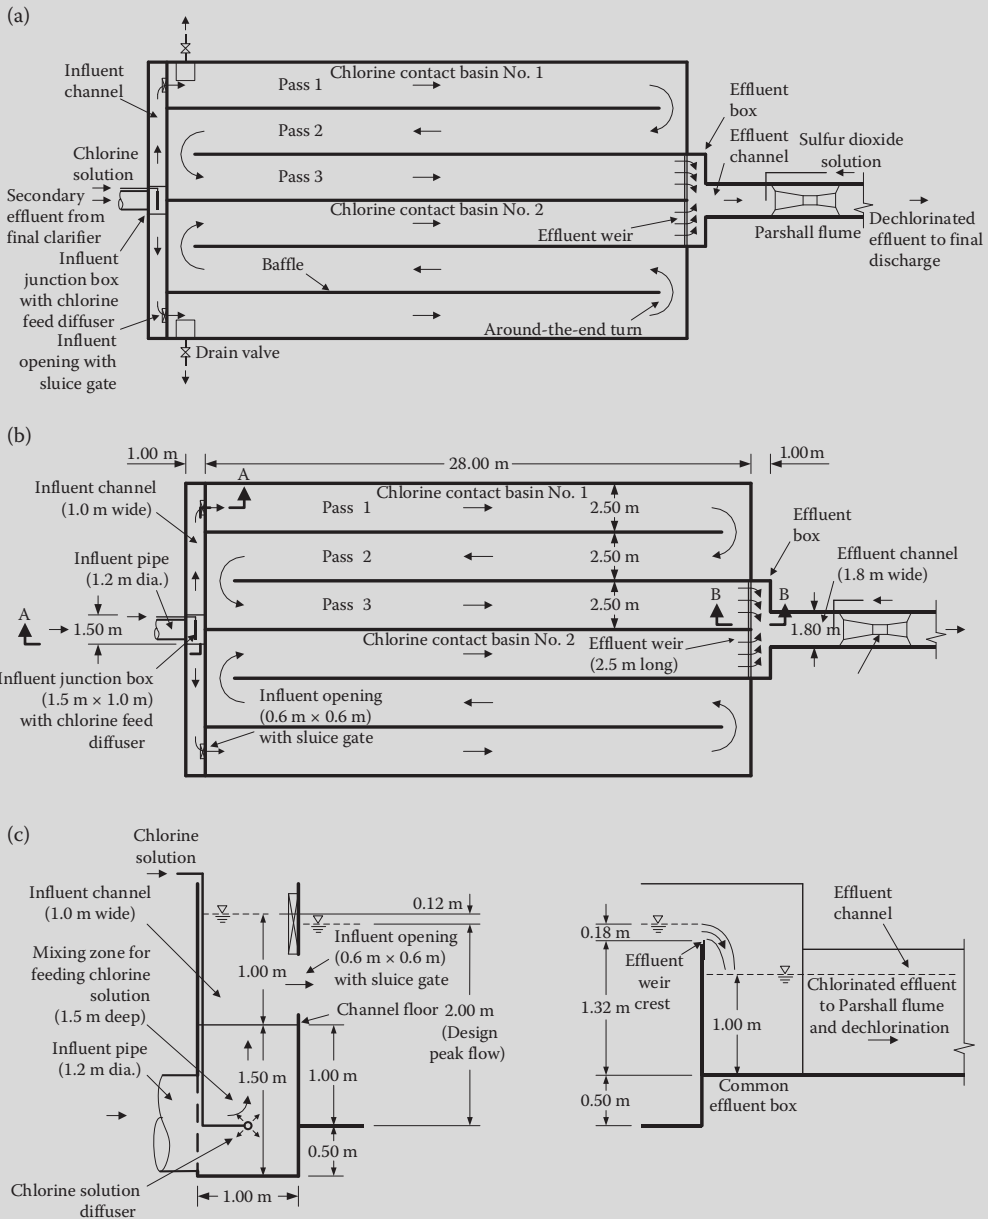 (a)
Influent
channel
Chlorine
solution
Secondary
effluent from
final clarifier
Influent
junction box
with chlorine
feed diffuser
Influent
opening with
sluice gate
Chlorine contact basin No. 1
Pass 1
Pass 2
Pass 3
Chlorine contact basin No. 2
Effluent weir
Baffle
Around-the-end turn
Drain valve
Effluent
box
Effluent
channel
Sulfur dioxide
solution
Parshall flume
Dechlorinated
effluent to final
discharge
(b)
1.00 m
28.00 m
1.00m
A
Influent channel
(1.0 m wide)
Chlorine contact basin No. 1
Pass 1
2.50 m
Effluent
box
Influent pipe
(1.2 m dia.)
Pass 2
2.50 m
Effluent channel
(1.8 m wide)
A
1.50 m
Pass 3
2.50 m
B
B
1.80 m
Chlorine contact basin No. 2
Effluent weir
(2.5 m long)
Influent junction box
(1.5 m × 1.0 m)
with chlorine feed
diffuser
Influent opening
(0.6 m × 0.6 m)
with sluice gate
(c)
Chlorine
solution
Influent channel
(1.0 m wide)
Mixing zone for
feeding chlorine
solution
(1.5 m deep)
Influent pipe
(1.2 m dia.)
Chlorine solution
diffuser
0.12 m
Influent opening
(0.6 m × 0.6 m)
with sluice gate
1.00 m
Channel floor
2.00 m
(Design
peak flow)
1.50 m
1.00 m
0.50 m
1.00 m
0.18 m
Effluent
weir
crest
1.32 m
0.50 m
1.00 m
Common
effluent box
Effluent
channel
Chlorinated effluent
to Parshall flume
and dechlorination